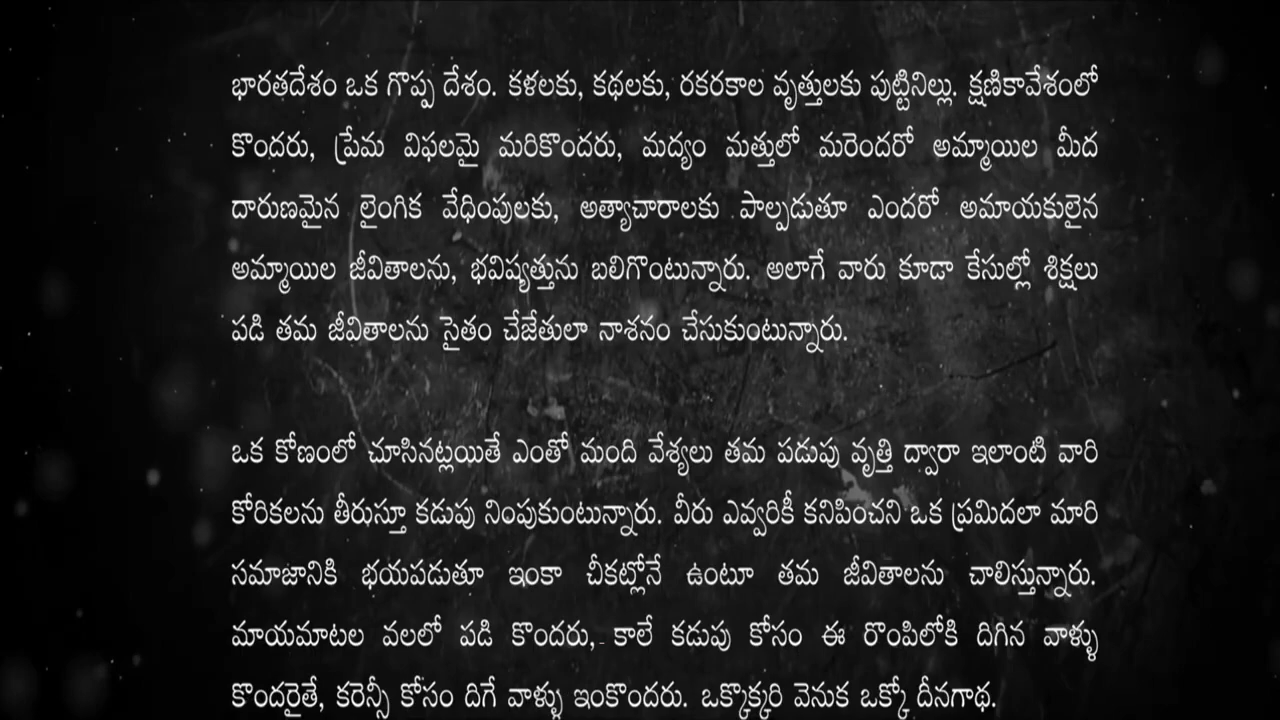 భారతదేశం ఒక గొప్ప దేశం. కళలకు, కథలకు, రకరకాల వృత్తులకు పుట్టినిల్లు. క్షణికావేశంలో
కొందరు, ప్రేమ విఫలమై మరికొందరు, మద్యం మత్తులో మరెందరో అమ్మాయిల మీద
దారుణమైన లైంగిక వేధింపులకు, అత్యాచారాలకు పాల్పడుతూ ఎందరో అమాయకులైన
అమ్మాయిల జీవితాలను, భవిష్యత్తును బలిగొంటున్నారు. అలాగే వారు కూడా కేసుల్లో శిక్షలు
పడి తమ జీవితాలను సైతం చేజేతులా నాశనం చేసుకుంటున్నారు.
ఒక కోణంలో చూసినట్లయితే ఎంతో మంది వేశ్యలు తమ పడుపు వృత్తి ద్వారా ఇలాంటి వారి
కోరికలను తీరుస్తూ కడుపు నింపుకుంటున్నారు. వీరు ఎవ్వరికీ కనిపించని ఒక ప్రమిదలా మారి
సమాజానికి భయపడుతూ ఇంకా చీకట్లోనే ఉంటూ తమ జీవితాలను చాలిస్తున్నారు.
మాయమాటల వలలో పడి కొందరు, కాలే కడుపు కోసం ఈ రొంపిలోకి దిగిన వాళ్ళు
కొందరైతే, కరెన్సీ కోసం దిగే వాళ్ళు ఇంకొందరు. ఒక్కొక్కరి వెనుక ఒక్కో దీనగాథ.